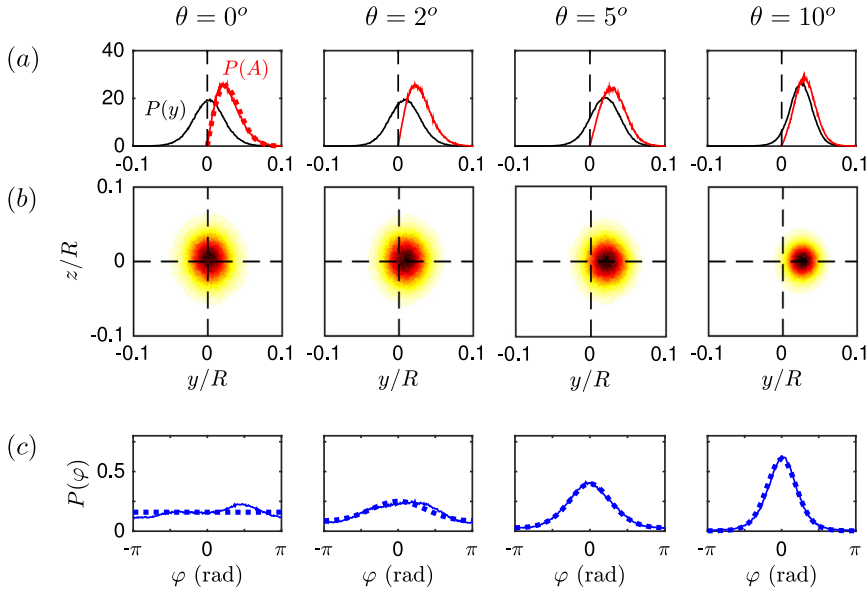 θ = 0° θ = 2° θ = 5° θ = 10°
(a) 40 20 0 P(y) P(A)
-0.1 0 0.1 -0.1 0 0.1 -0.1 0 0.1 -0.1 0 0.1
(b) z/R 0.1 0 -0.1
-0.1 0 0.1 -0.1 0 0.1 -0.1 0 0.1 -0.1 0 0.1
y/R y/R y/R y/R
(c) P(φ) 0.5 0
-π 0 π -π 0 π -π 0 π -π 0 π
φ (rad) φ (rad) φ (rad) φ (rad)